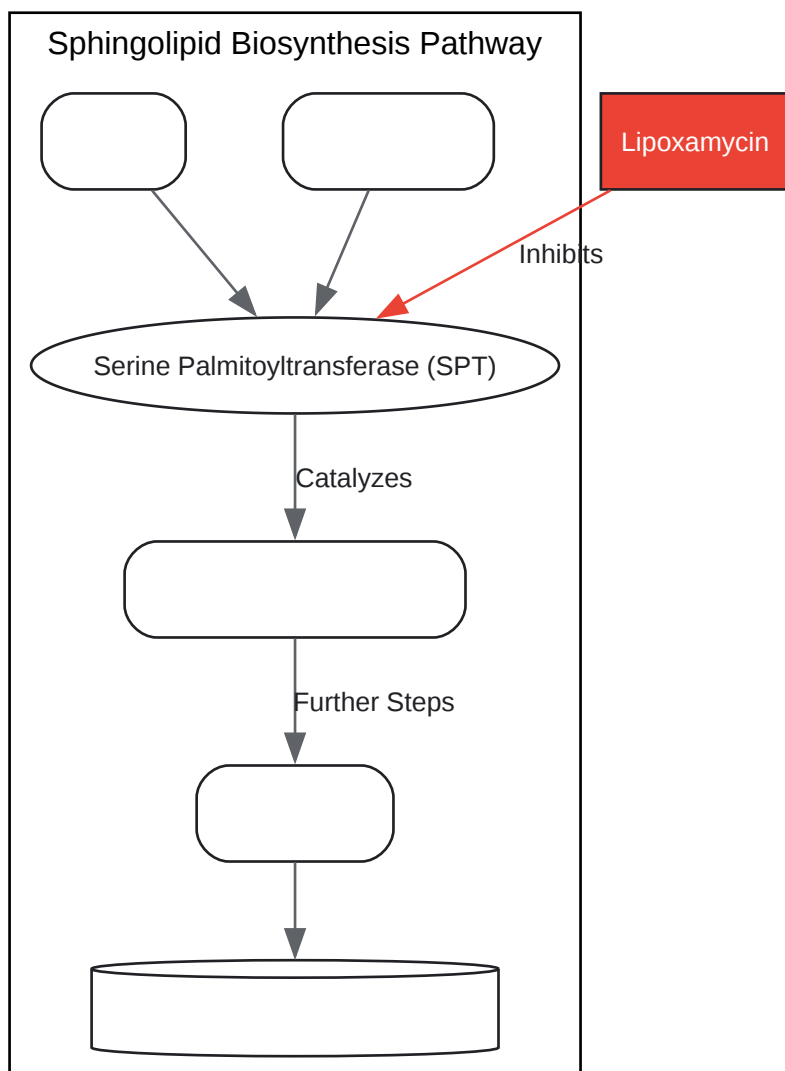 Sphingolipid Biosynthesis Pathway
Lipoxamycin
Inhibits
Serine Palmitoyltransferase (SPT)
Catalyzes
Further Steps